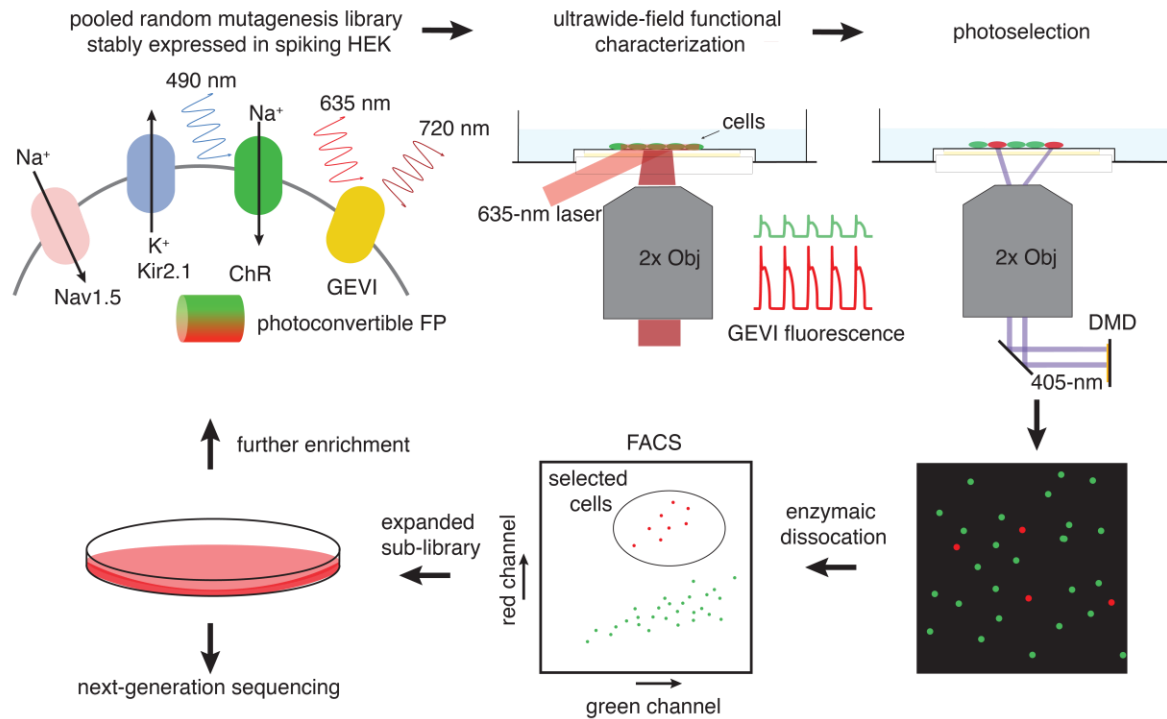 pooled random mutagenesis library
stably expressed in spiking HEK
ultrawide-field functional
characterization
photoselection
490 nm
Na⁺
635 nm
720 nm
Na⁺
K⁺
Kir2.1
ChR
GEVI
Nav1.5
photoconvertible FP
cells
635-nm laser
2x Obj
GEVI fluorescence
2x Obj
DMD
405-nm
further enrichment
expanded
sub-library
next-generation sequencing
FACS
selected
cells
red channel
green channel
enzymaic
dissocation